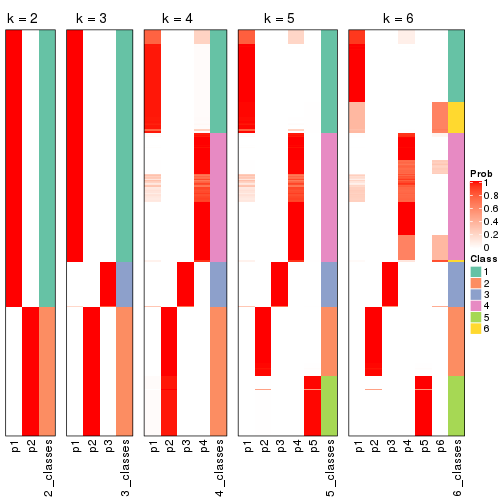 k = 2
k = 3
k = 4
k = 5
k = 6
p1
p2
2_classes
p1
p2
p3
3_classes
p1
p2
p3
p4
4_classes
p1
p2
p3
p4
p5
5_classes
p1
p2
p3
p4
p5
p6
6_classes
Prob
1
0.8
0.6
0.4
0.2
0
Class
1
2
3
4
5
6